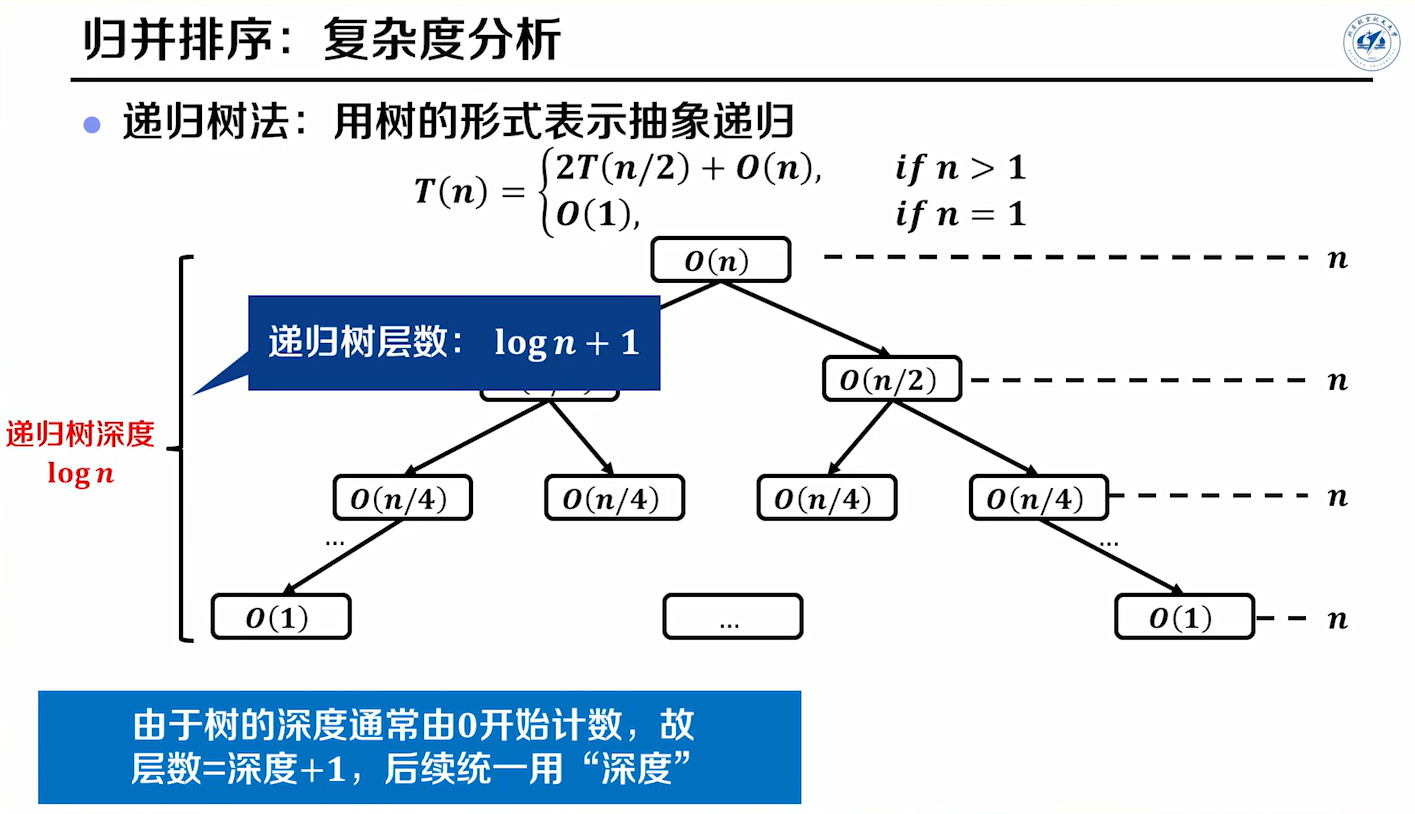 归并排序：复杂度分析
● 递归树法：用树的形式表示抽象递归
T(n) = { 2T(n/2) + O(n), if n > 1
O(1), if n = 1
O(n) n
递归树层数： log n + 1
O(n/2) n
递归树深度
log n
O(n/4) O(n/4) O(n/4) O(n/4) n
... ...
O(1) ... O(1) n
由于树的深度通常由0开始计数，故
层数=深度+1，后续统一用“深度”